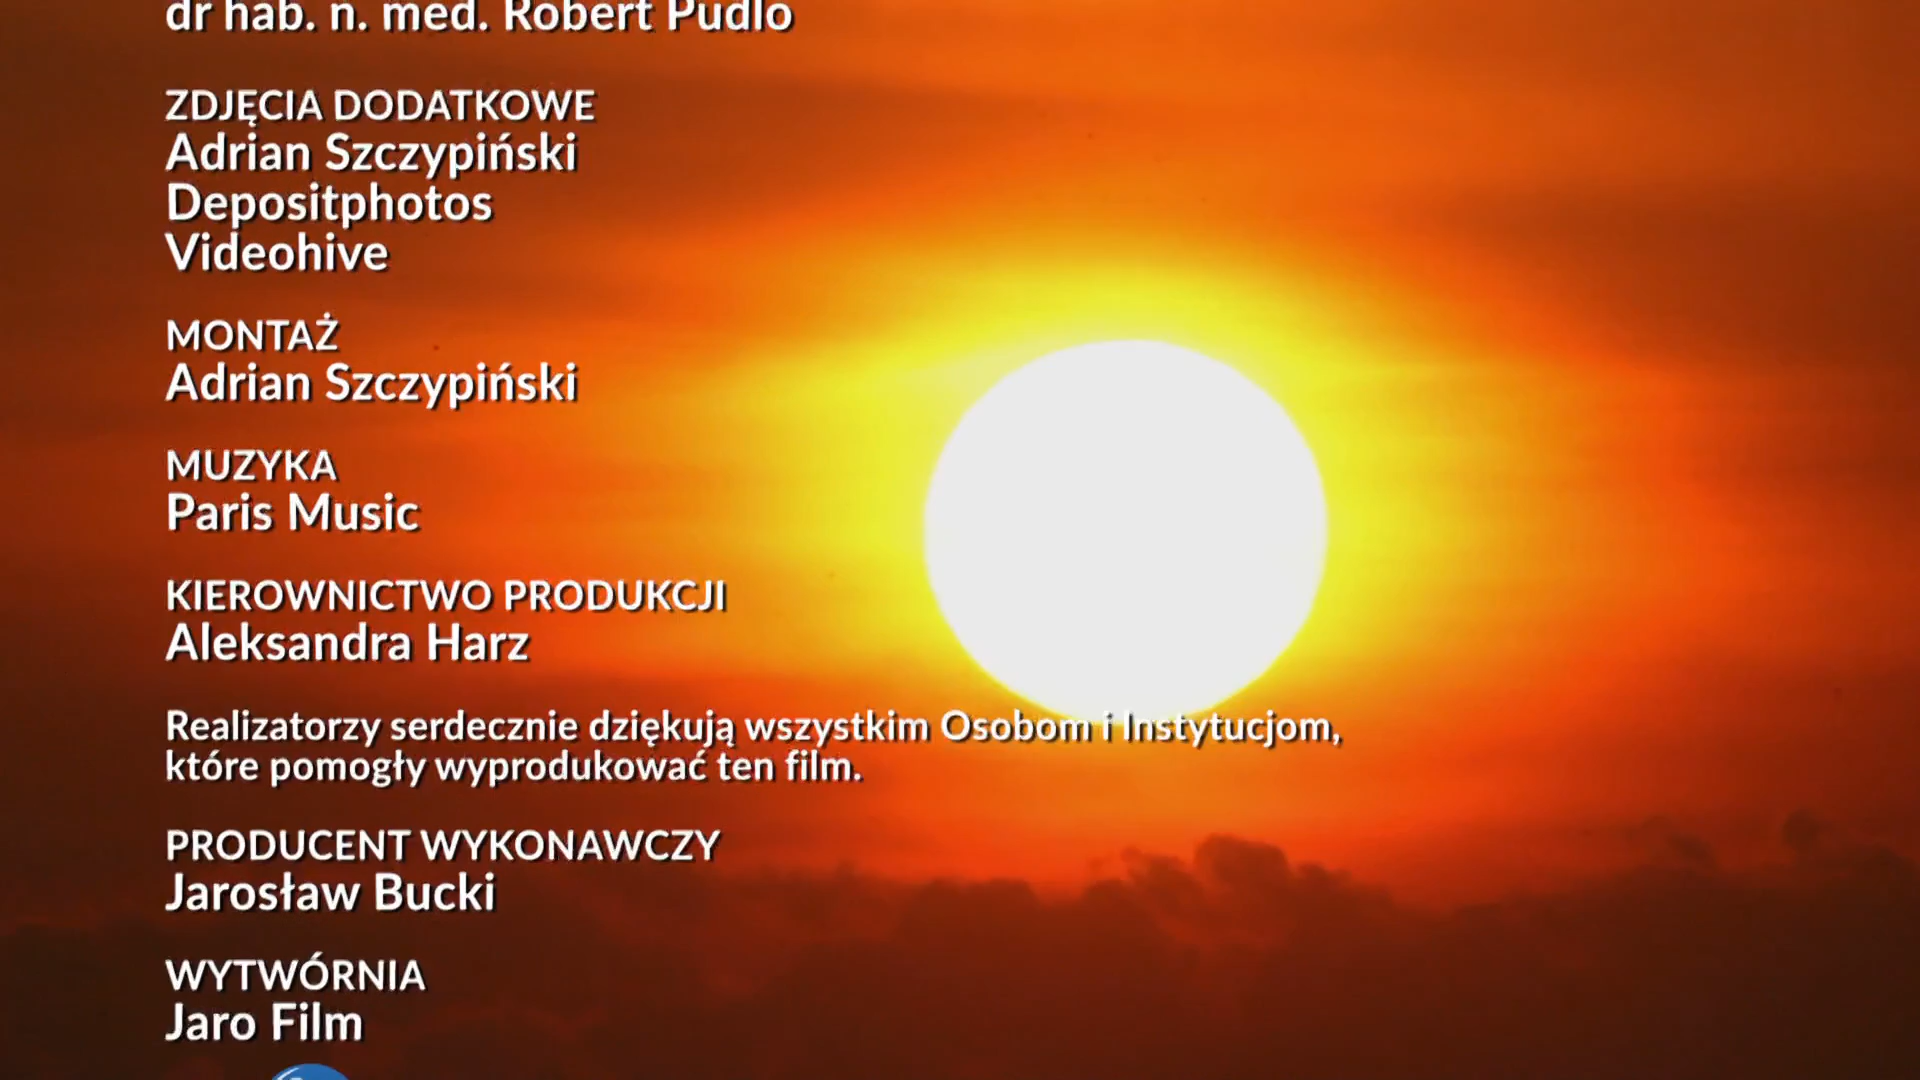 dr hab. n. med. Robert Pudlo
ZDJĘCIA DODATKOWE
Adrian Szczypiński
Depositphotos
Videohive
MONTAŻ
Adrian Szczypiński
MUZYKA
Paris Music
KIEROWNICTWO PRODUKCJI
Aleksandra Harz
Realizatorzy serdecznie dziękują wszystkim Osobom i Instytucjom,
które pomogły wyprodukować ten film.
PRODUCENT WYKONAWCZY
Jarosław Bucki
WYTWÓRNIA
Jaro Film